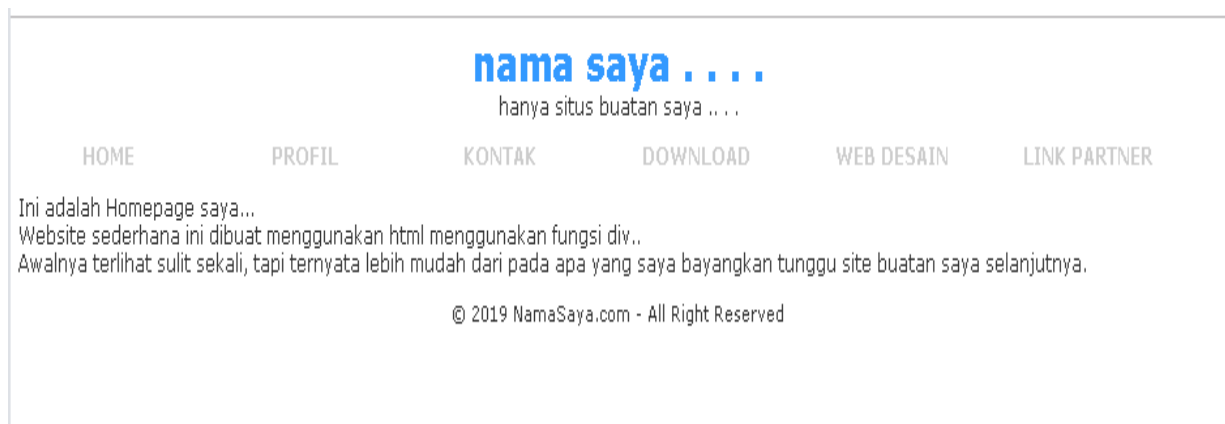 nama saya . . . .
hanya situs buatan saya .. . .
HOME PROFIL KONTAK DOWNLOAD WEB DESAIN LINK PARTNER
Ini adalah Homepage saya...
Website sederhana ini dibuat menggunakan html menggunakan fungsi div..
Awalnya terlihat sulit sekali, tapi ternyata lebih mudah dari pada apa yang saya bayangkan tunggu site buatan saya selanjutnya.
© 2019 NamaSaya.com - All Right Reserved